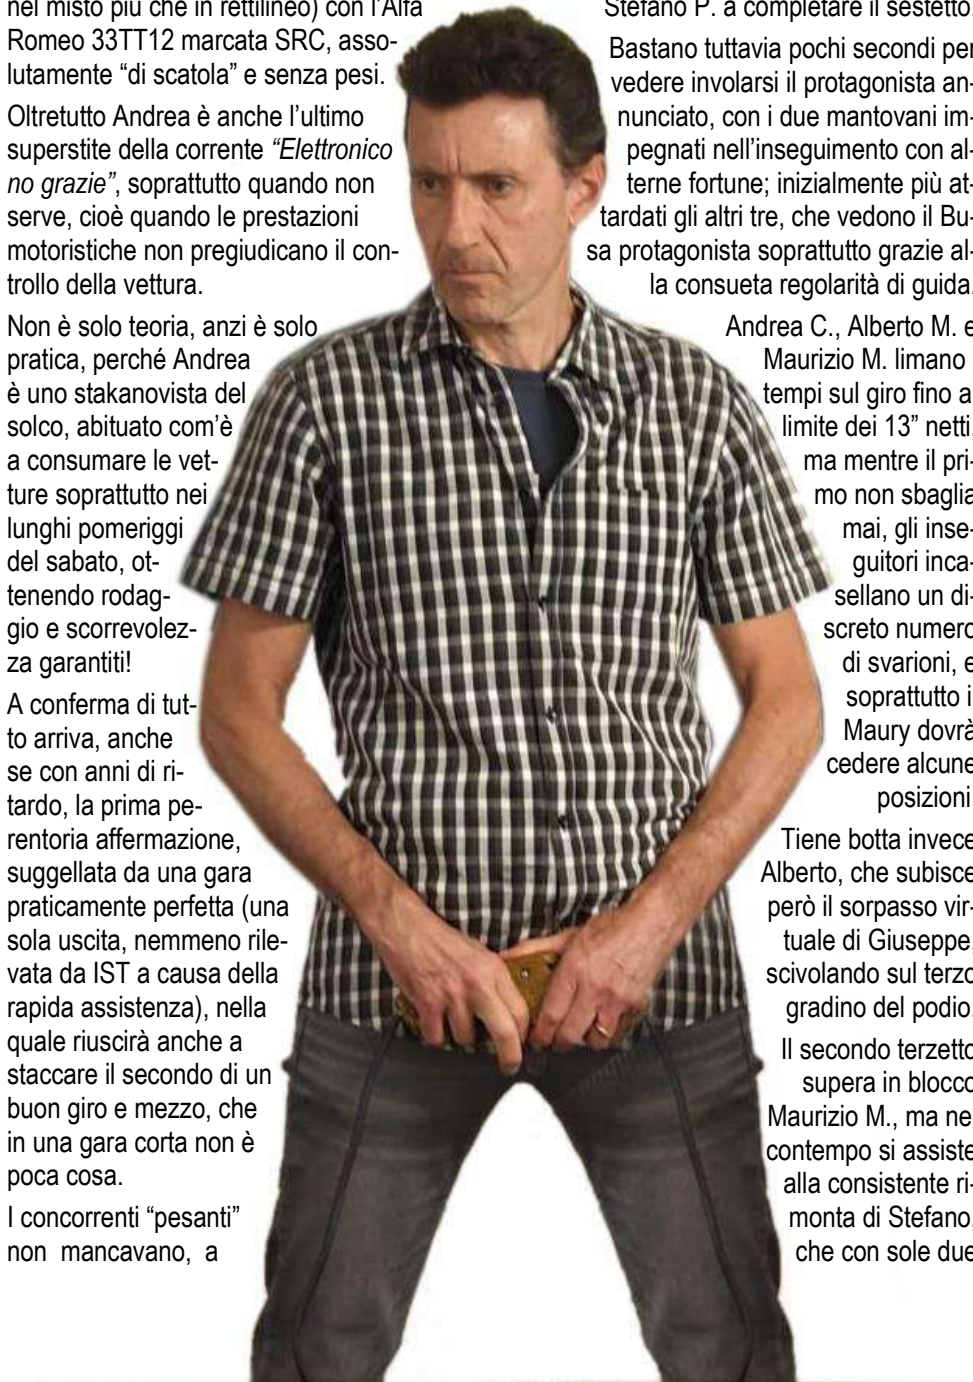 nel misto più che in rettilineo) con l'Alfa
Romeo 33TT12 marcata SRC, asso-
lutamente “di scatola” e senza pesi.
Oltretutto Andrea è anche l’ultimo
superstite della corrente “Elettronico
no grazie”, soprattutto quando non
serve, cioè quando le prestazioni
motoristiche non pregiudicano il con-
trollo della vettura.
Non è solo teoria, anzi è solo
pratica, perché Andrea
è uno stakanovista del
solco, abituato com’è
a consumare le vet-
ture soprattutto nei
lunghi pomeriggi
del sabato, ot-
tenendo rodag-
gio e scorrevolez-
za garantiti!
A conferma di tut-
to arriva, anche
se con anni di ri-
tardo, la prima pe-
rentoria affermazione,
suggellata da una gara
praticamente perfetta (una
sola uscita, nemmeno rile-
vata da IST a causa della
rapida assistenza), nella
quale riuscirà anche a
staccare il secondo di un
buon giro e mezzo, che
in una gara corta non è
poca cosa.
I concorrenti “pesanti”
non mancavano, a
Stefano P. a completare il sestetto.
Bastano tuttavia pochi secondi per
vedere involarsi il protagonista an-
nunciato, con i due mantovani im-
pegnati nell’inseguimento con al-
terne fortune; inizialmente più at-
tardati gli altri tre, che vedono il Bu-
sa protagonista soprattutto grazie al-
la consueta regolarità di guida.
Andrea C., Alberto M. e
Maurizio M. limano
tempi sul giro fino a
limite dei 13” netti,
ma mentre il pri-
mo non sbaglia
mai, gli inse-
guitori inca-
sellano un di-
screto numero
di svarioni, e
soprattutto i
Maury dovrà
cedere alcune
posizioni.
Tiene botta invece
Alberto, che subisce
però il sorpasso vir-
tuale di Giuseppe,
scivolando sul terzo
gradino del podio.
Il secondo terzetto
supera in blocco
Maurizio M., ma ne
contempo si assiste
alla consistente ri-
monta di Stefano,
che con sole due